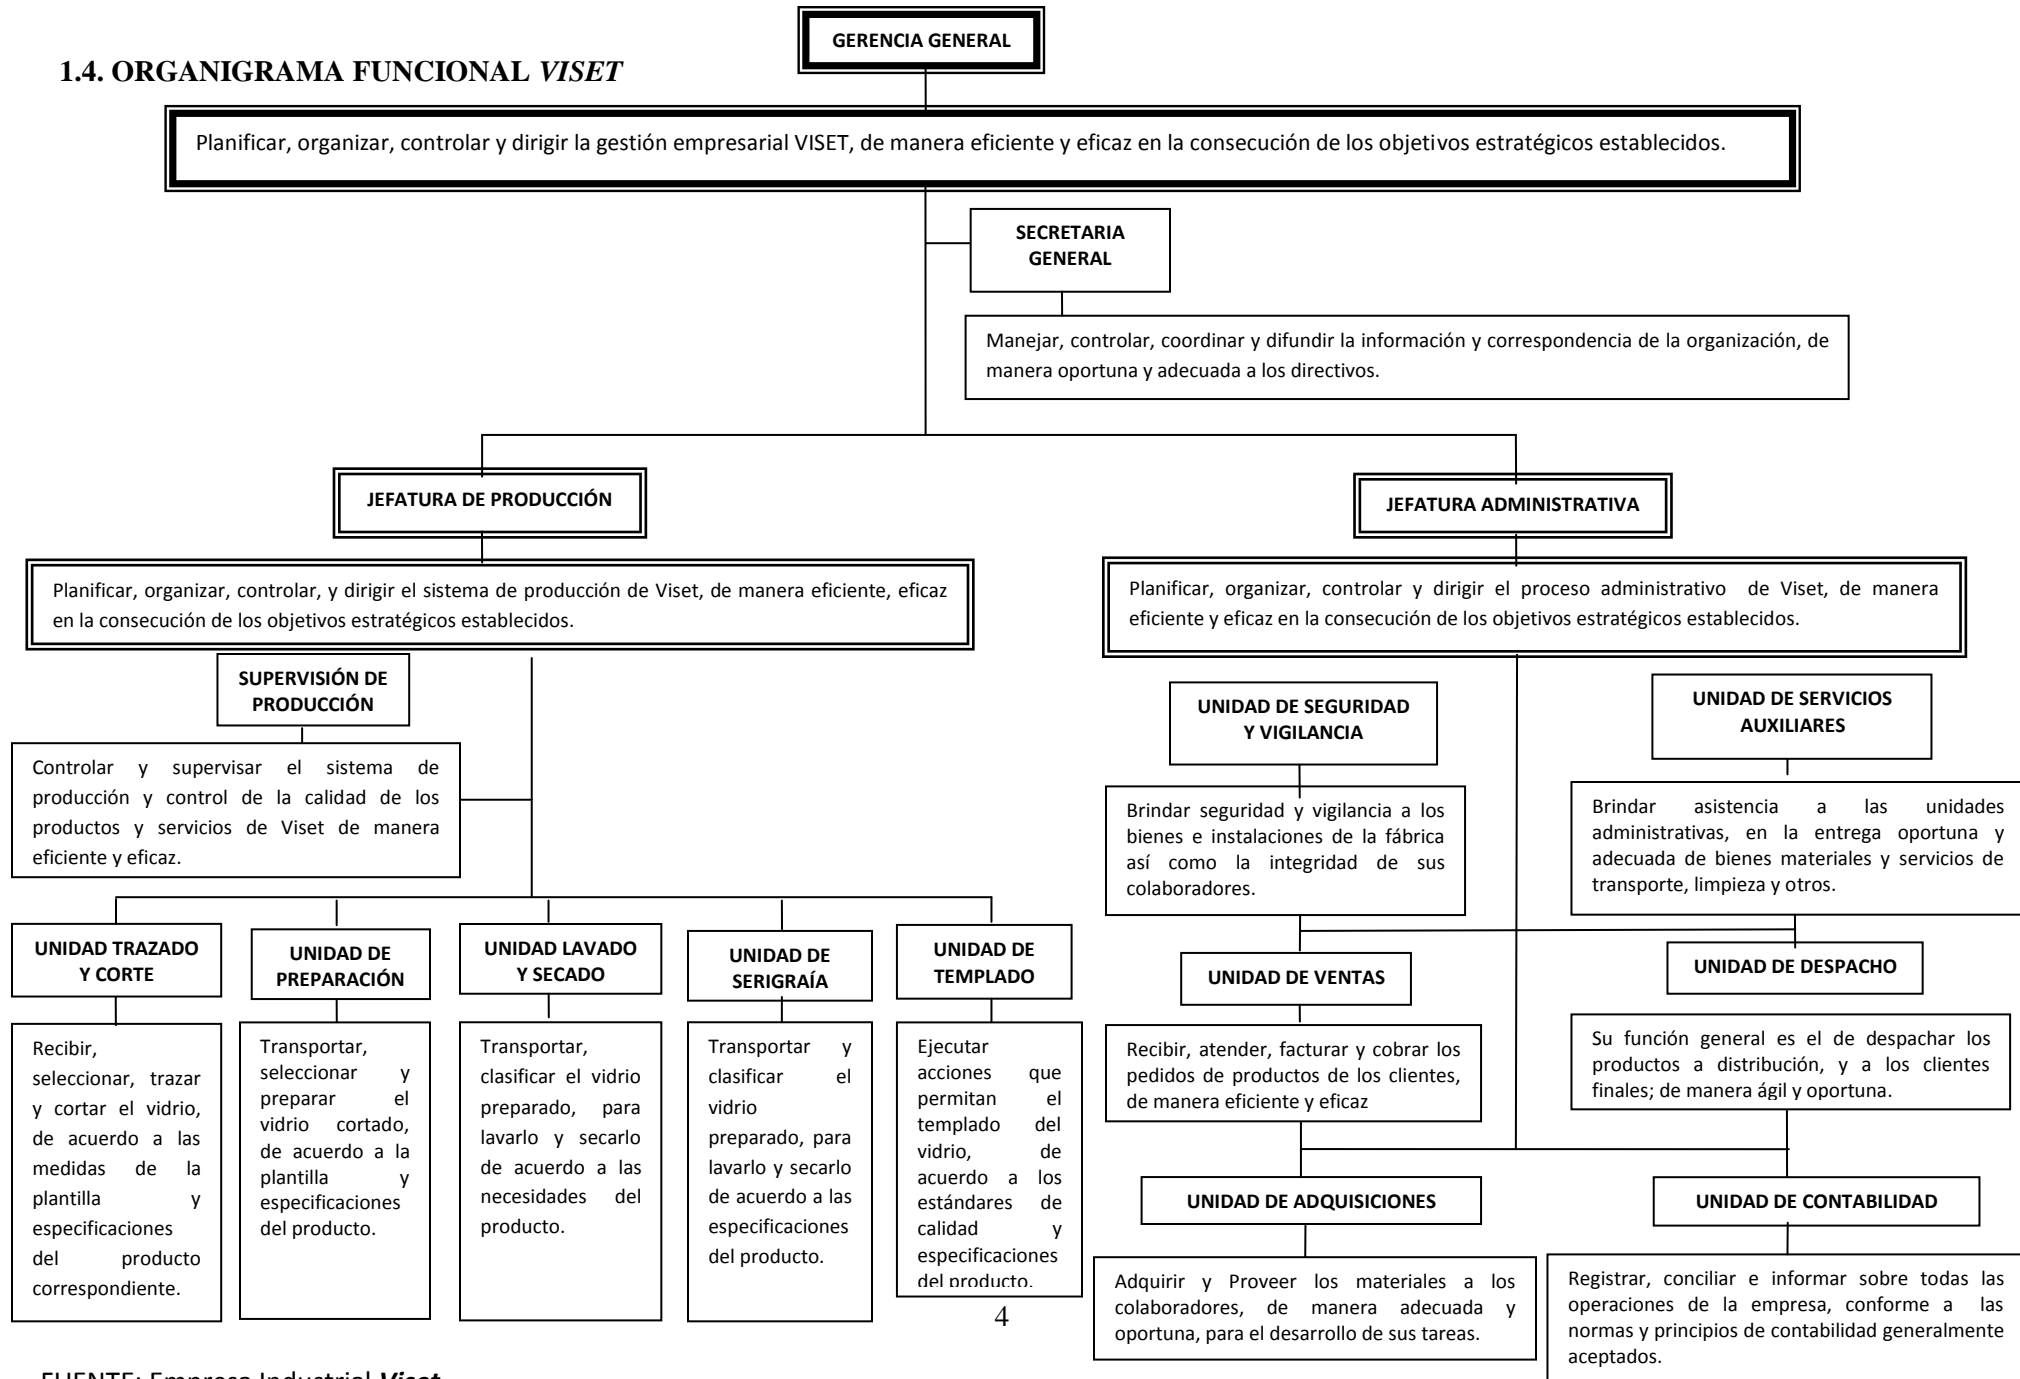 GERENCIA GENERAL
1.4. ORGANIGRAMA FUNCIONAL VISET
Planificar, organizar, controlar y dirigir la gestión empresarial VISET, de manera eficiente y eficaz en la consecución de los objetivos estratégicos establecidos.
SECRETARIA
GENERAL
Manejar, controlar, coordinar y difundir la información y correspondencia de la organización, de
manera oportuna y adecuada a los directivos.
JEFATURA DE PRODUCCIÓN
JEFATURA ADMINISTRATIVA
Planificar, organizar, controlar, y dirigir el sistema de producción de Viset, de manera eficiente, eficaz
en la consecución de los objetivos estratégicos establecidos.
Planificar, organizar, controlar y dirigir el proceso administrativo de Viset, de manera
eficiente y eficaz en la consecución de los objetivos estratégicos establecidos.
SUPERVISIÓN DE
PRODUCCIÓN
Controlar y supervisar el sistema de
producción y control de la calidad de los
productos y servicios de Viset de manera
eficiente y eficaz.
UNIDAD DE SEGURIDAD
Y VIGILANCIA
UNIDAD DE SERVICIOS
AUXILIARES
Brindar seguridad y vigilancia a los
bienes e instalaciones de la fábrica
así como la integridad de sus
colaboradores.
Brindar asistencia a las unidades
administrativas, en la entrega oportuna y
adecuada de bienes materiales y servicios de
transporte, limpieza y otros.
UNIDAD TRAZADO
Y CORTE
UNIDAD DE
PREPARACIÓN
UNIDAD LAVADO
Y SECADO
UNIDAD DE
SERIGRAÍA
UNIDAD DE
TEMPLADO
UNIDAD DE VENTAS
UNIDAD DE DESPACHO
Recibir,
seleccionar, trazar
y cortar el vidrio,
de acuerdo a las
medidas de la
plantilla y
especificaciones
del producto
correspondiente.
Transportar,
seleccionar y
preparar el
vidrio cortado,
de acuerdo a la
plantilla y
especificaciones
del producto.
Transportar,
clasificar el vidrio
preparado, para
lavarlo y secarlo
de acuerdo a las
necesidades del
producto.
Transportar y
clasificar el
vidrio
preparado, para
lavarlo y secarlo
de acuerdo a las
especificaciones
del producto.
Ejecutar
acciones que
permitan el
templado del
vidrio, de
acuerdo a los
estándares de
calidad y
especificaciones
del producto.
Recibir, atender, facturar y cobrar los
pedidos de productos de los clientes,
de manera eficiente y eficaz
Su función general es el de despachar los
productos a distribución, y a los clientes
finales; de manera ágil y oportuna.
UNIDAD DE ADQUISICIONES
UNIDAD DE CONTABILIDAD
Adquirir y Proveer los materiales a los
colaboradores, de manera adecuada y
oportuna, para el desarrollo de sus tareas.
Registrar, conciliar e informar sobre todas las
operaciones de la empresa, conforme a las
normas y principios de contabilidad generalmente
aceptados.
4
FUENTE: Empresa Industrial Viset